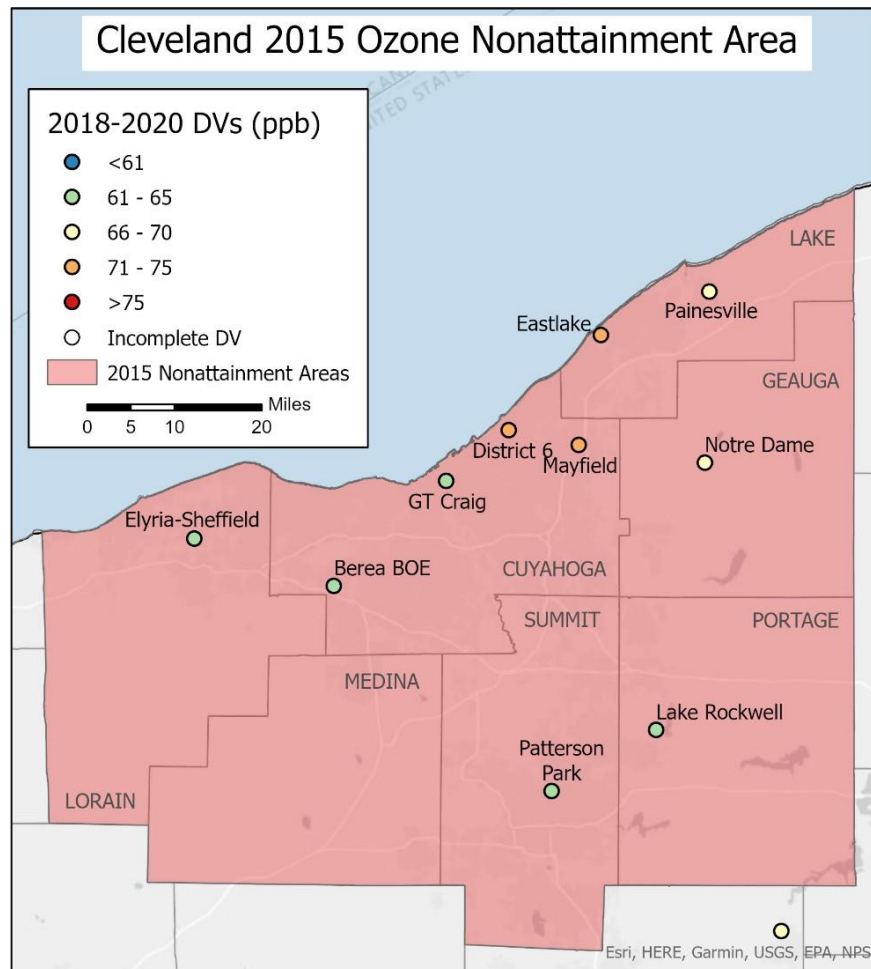 Cleveland 2015 Ozone Nonattainment Area
CANADA
UNITED STATES
2018-2020 DVs (ppb)
<61
61 - 65
66 - 70
71 - 75
>75
Incomplete DV
2015 Nonattainment Areas
Miles
0 5 10 20
LAKE
Painesville
Eastlake
GEAUGA
District 6
Mayfield
Notre Dame
GT Craig
Elyria-Sheffield
Berea BOE
CUYAHOGA
SUMMIT
PORTAGE
MEDINA
Lake Rockwell
Patterson
Park
LORAIN
Esri, HERE, Garmin, USGS, EPA, NPS